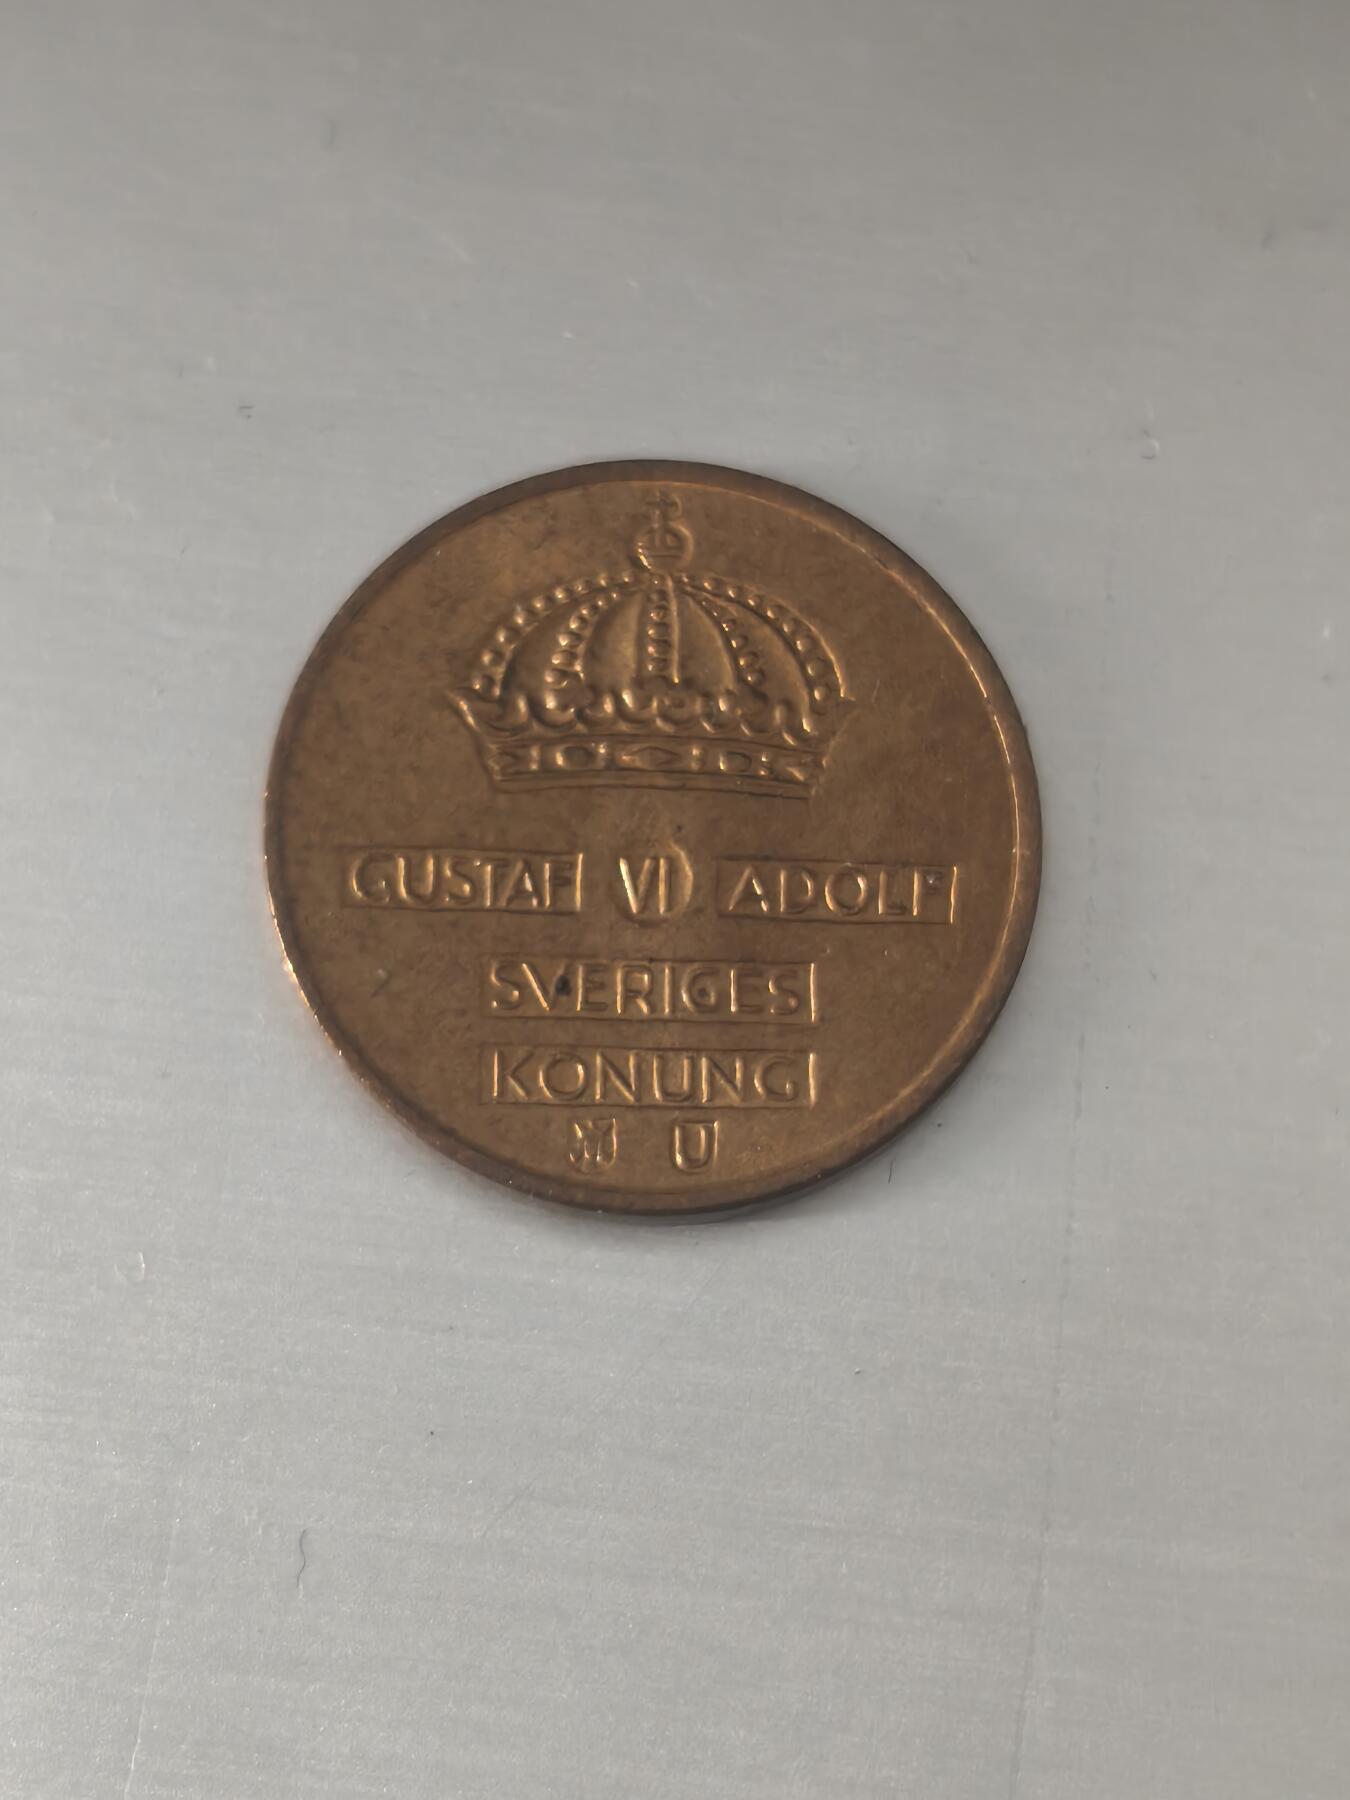 GUSTAF VI ADOLF
SVERIGES
KONUNG
U